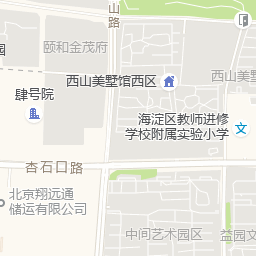 山
路
园
颐和金茂府
西山美墅馆西区
西山美墅
肆号院
海淀区教师进修
学校附属实验小学
杏石口路
北京翔远通
储运有限公司
中间艺术园区
益园文